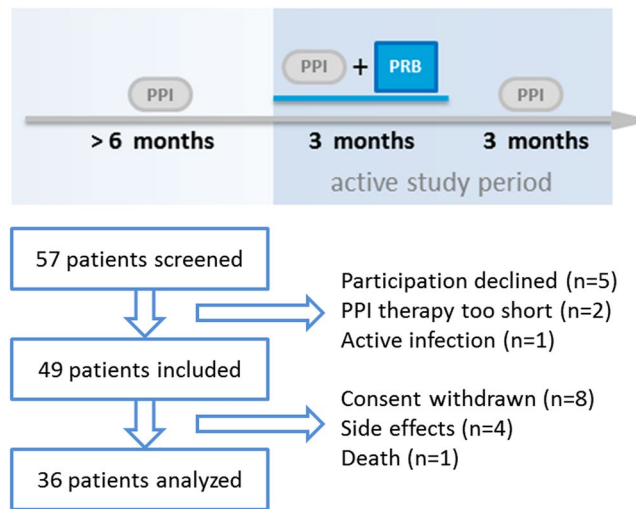 PPI + PRB
PPI PPI
> 6 months 3 months 3 months
active study period
57 patients screened
Participation declined (n=5)
PPI therapy too short (n=2)
Active infection (n=1)
49 patients included
Consent withdrawn (n=8)
Side effects (n=4)
Death (n=1)
36 patients analyzed